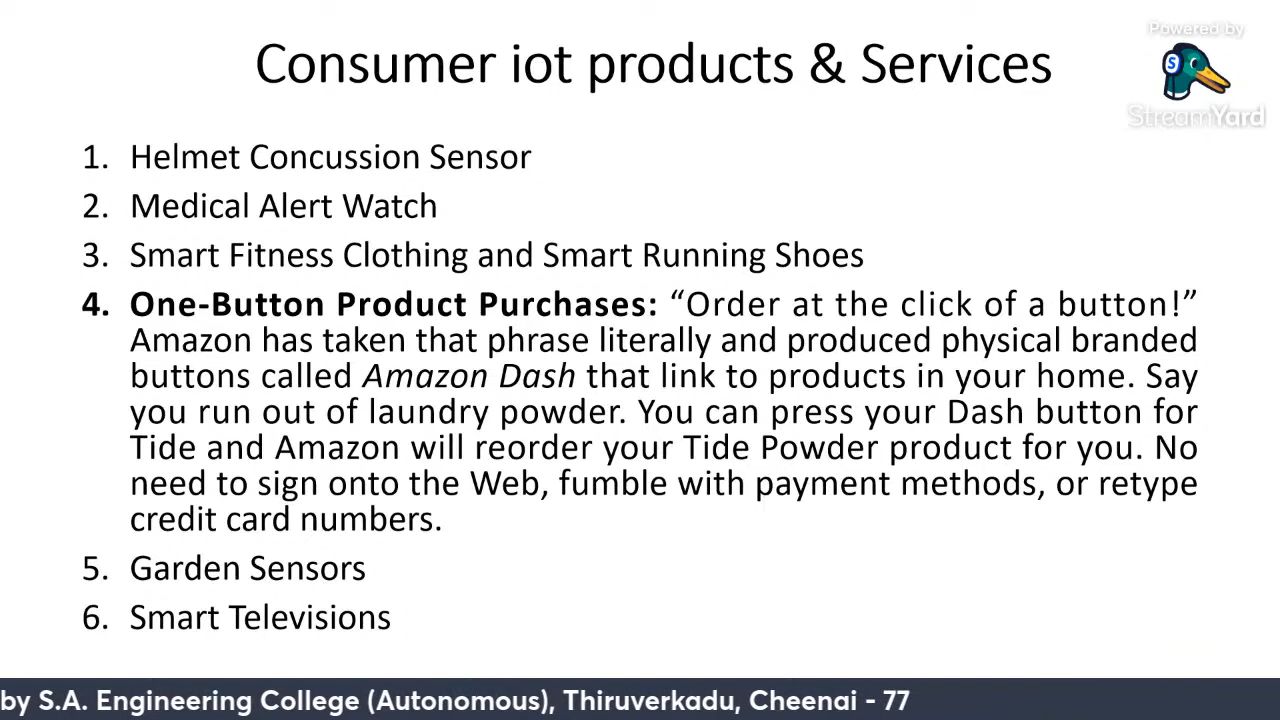 Powered by
Consumer iot products & Services
S
StreamYard
1. Helmet Concussion Sensor
2. Medical Alert Watch
3. Smart Fitness Clothing and Smart Running Shoes
4. One-Button Product Purchases: “Order at the click of a button!”
Amazon has taken that phrase literally and produced physical branded
buttons called Amazon Dash that link to products in your home. Say
you run out of laundry powder. You can press your Dash button for
Tide and Amazon will reorder your Tide Powder product for you. No
need to sign onto the Web, fumble with payment methods, or retype
credit card numbers.
5. Garden Sensors
6. Smart Televisions
by S.A. Engineering College (Autonomous), Thiruverkadu, Cheenai - 77